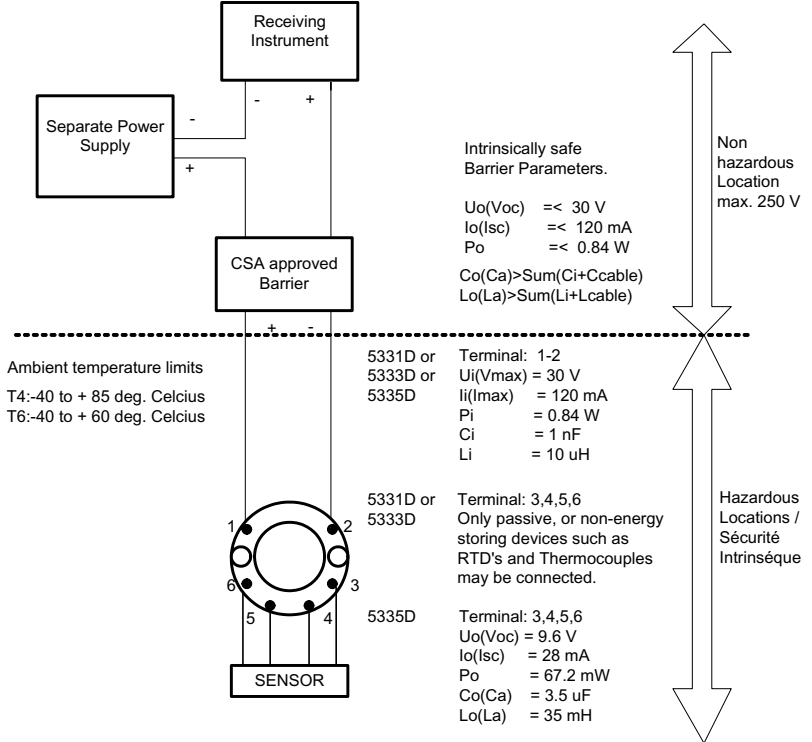 Receiving
Instrument
-
+
Separate Power
Supply
-
+
Intrinsically safe
Barrier Parameters.
Uo(Voc) =< 30 V
Io(Isc) =< 120 mA
Po =< 0.84 W
Co(Ca)>Sum(Ci+Ccable)
Lo(La)>Sum(Li+Lcable)
Non
hazardous
Location
max. 250 V
CSA approved
Barrier
+
-
Ambient temperature limits
T4:-40 to + 85 deg. Celcius
T6:-40 to + 60 deg. Celcius
5331D or
5333D or
5335D
Terminal: 1-2
Ui(Vmax) = 30 V
Ii(Imax) = 120 mA
Pi = 0.84 W
Ci = 1 nF
Li = 10 uH
5331D or
5333D
Terminal: 3,4,5,6
Only passive, or non-energy
storing devices such as
RTD's and Thermocouples
may be connected.
Hazardous
Locations /
Sécurité
Intrinséque
1
2
6
3
5
4
SENSOR
5335D
Terminal: 3,4,5,6
Uo(Voc) = 9.6 V
Io(Isc) = 28 mA
Po = 67.2 mW
Co(Ca) = 3.5 uF
Lo(La) = 35 mH